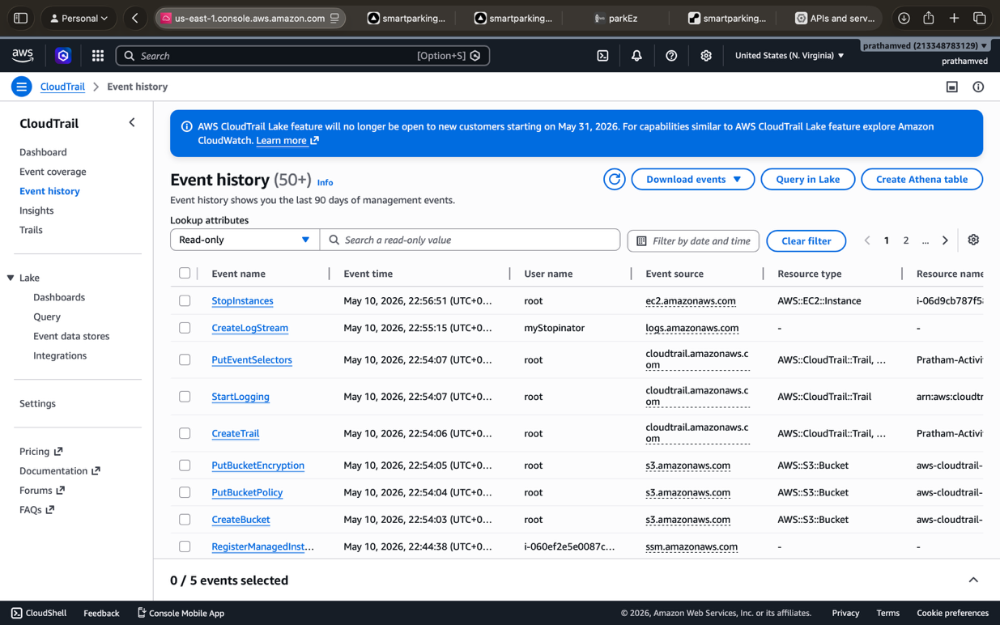 Personal
us-east-1.console.aws.amazon.com
smartparking...
smartparking...
parkEz
smartparking...
APIs and serv...
aws
Search
[Option+S]
United States (N. Virginia)
prathamved (213348783129)
prathamved
CloudTrail
Event history
CloudTrail
Dashboard
Event coverage
Event history
Insights
Trails
Lake
Dashboards
Query
Event data stores
Integrations
Settings
Pricing
Documentation
Forums
FAQs
AWS CloudTrail Lake feature will no longer be open to new customers starting on May 31, 2026. For capabilities similar to AWS CloudTrail Lake feature explore Amazon
CloudWatch. Learn more
Event history (50+) Info
Download events
Query in Lake
Create Athena table
Event history shows you the last 90 days of management events.
Lookup attributes
Read-only
Search a read-only value
Filter by date and time
Clear filter
1 2 ...
Event name Event time User name Event source Resource type Resource name
StopInstances May 10, 2026, 22:56:51 (UTC+0... root ec2.amazonaws.com AWS::EC2::Instance i-06d9cb787f5
CreateLogStream May 10, 2026, 22:55:15 (UTC+0... myStopinator logs.amazonaws.com - -
PutEventSelectors May 10, 2026, 22:54:07 (UTC+0... root cloudtrail.amazonaws.c
om AWS::CloudTrail::Trail, ... Pratham-Activi
StartLogging May 10, 2026, 22:54:07 (UTC+0... root cloudtrail.amazonaws.c
om AWS::CloudTrail::Trail arn:aws:cloudtr
CreateTrail May 10, 2026, 22:54:06 (UTC+0... root cloudtrail.amazonaws.c
om AWS::CloudTrail::Trail, ... Pratham-Activi
PutBucketEncryption May 10, 2026, 22:54:05 (UTC+0... root s3.amazonaws.com AWS::S3::Bucket aws-cloudtrail-
PutBucketPolicy May 10, 2026, 22:54:04 (UTC+0... root s3.amazonaws.com AWS::S3::Bucket aws-cloudtrail-
CreateBucket May 10, 2026, 22:54:03 (UTC+0... root s3.amazonaws.com AWS::S3::Bucket aws-cloudtrail-
RegisterManagedInst... May 10, 2026, 22:44:38 (UTC+0... i-060ef2e5e0087c... ssm.amazonaws.com - -
0 / 5 events selected
CloudShell
Feedback
Console Mobile App
© 2026, Amazon Web Services, Inc. or its affiliates.
Privacy
Terms
Cookie preferences